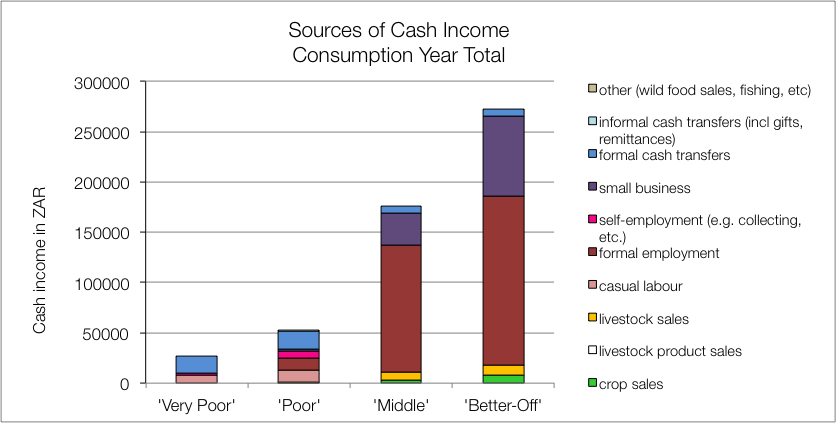 Sources of Cash Income
Consumption Year Total
300000
250000
200000
150000
100000
50000
0
Cash income in ZAR
'Very Poor'
'Poor'
'Middle'
'Better-Off'
other (wild food sales, fishing, etc)
informal cash transfers (incl gifts,
remittances)
formal cash transfers
small business
self-employment (e.g. collecting,
etc.)
formal employment
casual labour
livestock sales
livestock product sales
crop sales